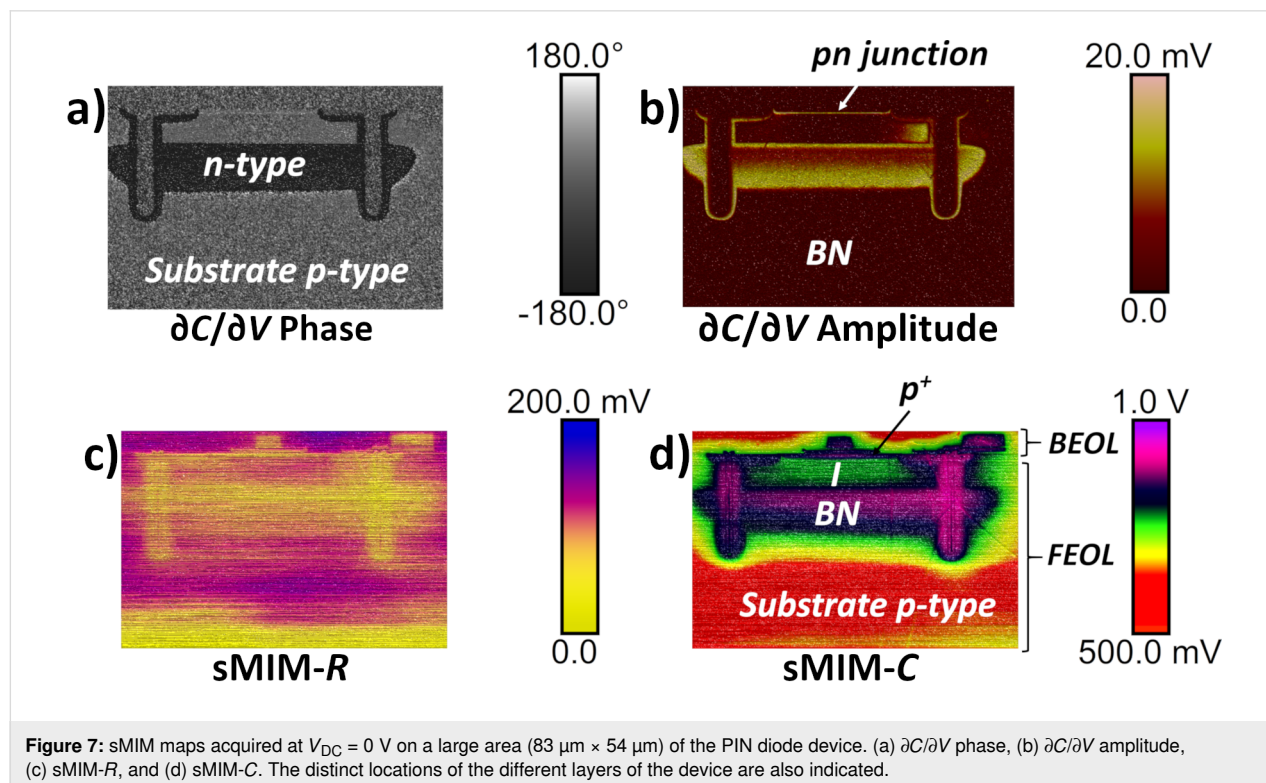 180.0°
a)
n-type
Substrate p-type
-180.0°
∂C/∂V Phase
pn junction
20.0 mV
b)
BN
0.0
∂C/∂V Amplitude
200.0 mV
c)
0.0
sMIM-R
p⁺
1.0 V
d)
BEOL
I
BN
FEOL
Substrate p-type
500.0 mV
sMIM-C
Figure 7: sMIM maps acquired at VDC = 0 V on a large area (83 µm × 54 µm) of the PIN diode device. (a) ∂C/∂V phase, (b) ∂C/∂V amplitude,
(c) sMIM-R, and (d) sMIM-C. The distinct locations of the different layers of the device are also indicated.